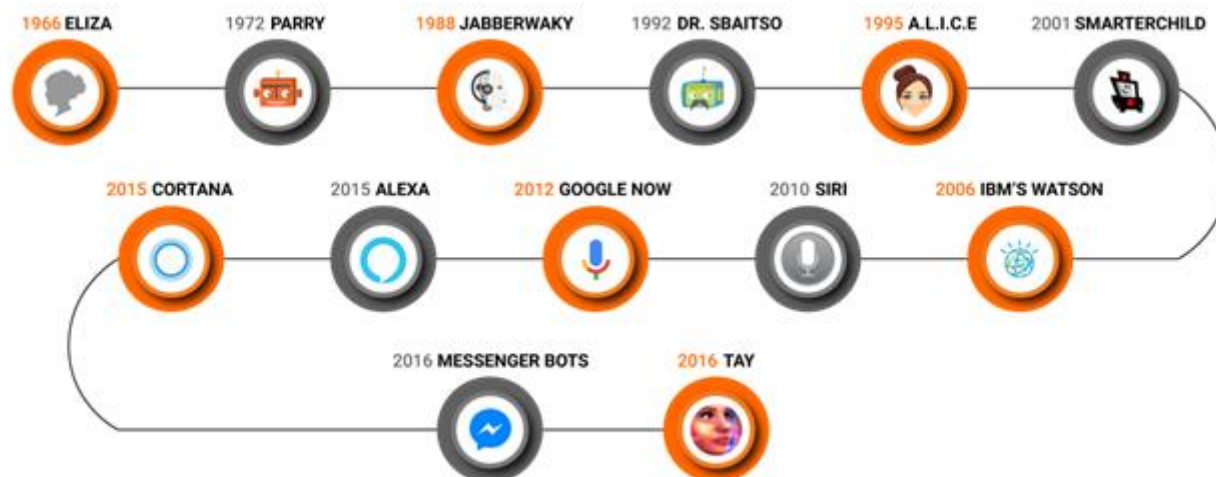 1966 ELIZA
1972 PARRY
1988 JABBERWAKY
1992 DR. SBAITSO
1995 A.L.I.C.E
2001 SMARTERCHILD
2006 IBM'S WATSON
2010 SIRI
2012 GOOGLE NOW
2015 ALEXA
2015 CORTANA
2016 MESSENGER BOTS
2016 TAY